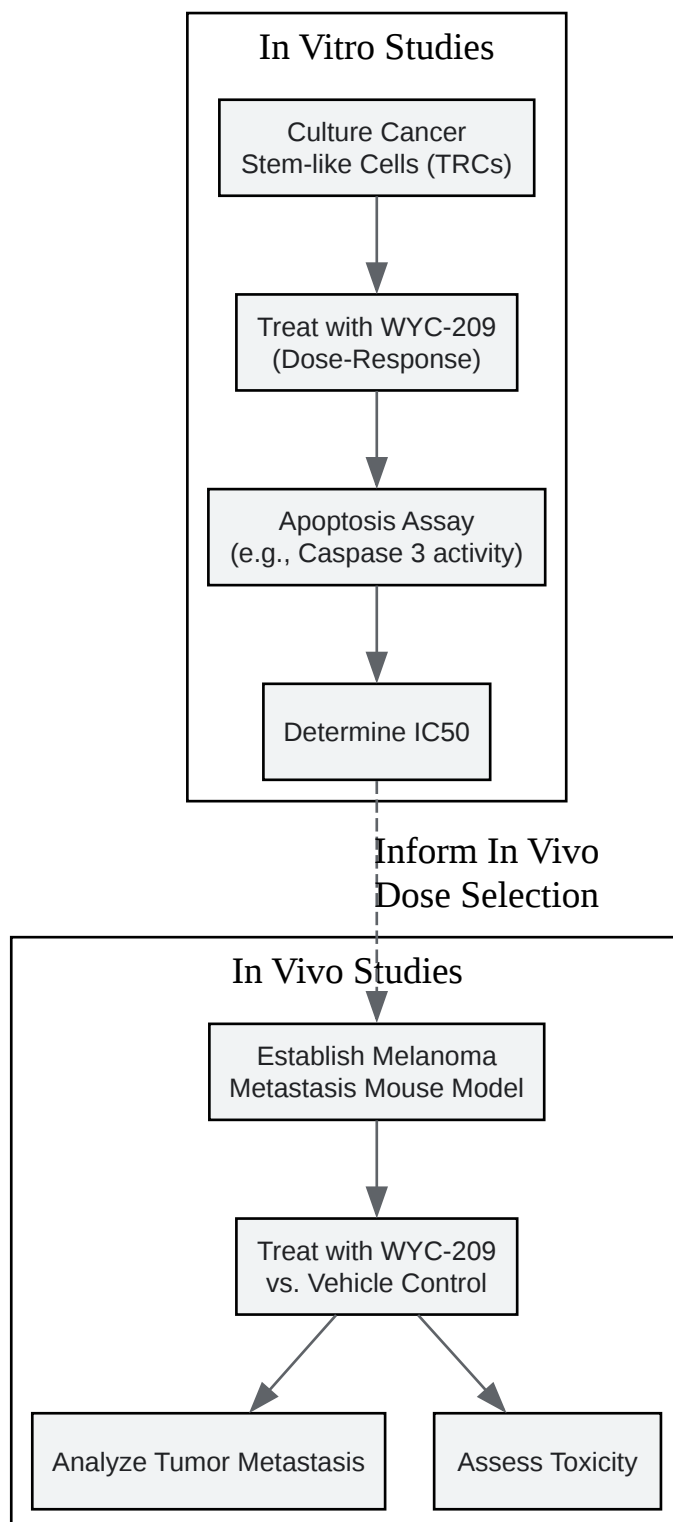 In Vitro Studies
Culture Cancer
Stem-like Cells (TRCs)
Treat with WYC-209
(Dose-Response)
Apoptosis Assay
(e.g., Caspase 3 activity)
Determine IC50
Inform In Vivo
Dose Selection
In Vivo Studies
Establish Melanoma
Metastasis Mouse Model
Treat with WYC-209
vs. Vehicle Control
Analyze Tumor Metastasis
Assess Toxicity